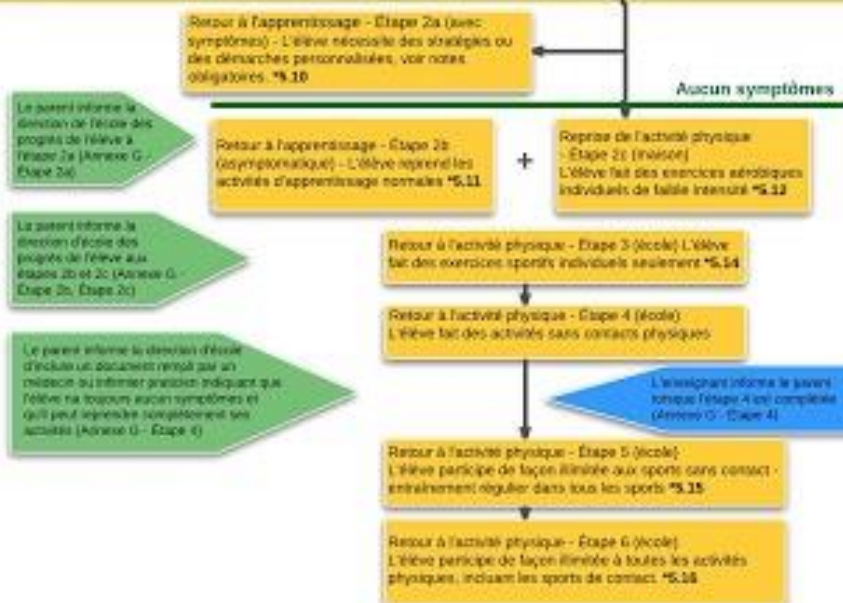 Retour à l'apprentissage - Étape 2a (avec
symptômes) - L'élève nécessite des stratégies ou
des démarches personnalisées, voir notes
obligatoires. *5.10
Aucun symptômes
Le parent informe la
direction de l'école des
progrès de l'élève à
l'étape 2a (Annexe G -
Étape 2a)
Retour à l'apprentissage - Étape 2b
(asymptomatique) - L'élève reprend les
activités d'apprentissage normales *5.11
+
Reprise de l'activité physique
- Étape 2c (maison)
L'élève fait des exercices aérobiques
individuels de faible intensité *5.12
Le parent informe la
direction d'école des
progrès de l'élève aux
étapes 2b et 2c (Annexe G -
Étape 2b, Étape 2c)
Retour à l'activité physique - Étape 3 (école) L'élève
fait des exercices sportifs individuels seulement *5.14
Retour à l'activité physique - Étape 4 (école)
L'élève fait des activités sans contacts physiques
Le parent informe la direction d'école
d'inclure un document rempli par un
médecin ou infirmier praticien indiquant que
l'élève na toujours aucun symptômes et
qu'il peut reprendre complètement ses
activités (Annexe G - Étape 4)
L'enseignant informe le parent
lorsque l'étape 4 est complétée
(Annexe G - Étape 4)
Retour à l'activité physique - Étape 5 (école)
L'élève participe de façon illimitée aux sports sans contact -
entraînement régulier dans tous les sports *5.15
Retour à l'activité physique - Étape 6 (école)
L'élève participe de façon illimitée à toutes les activités
physiques, incluant les sports de contact. *5.16